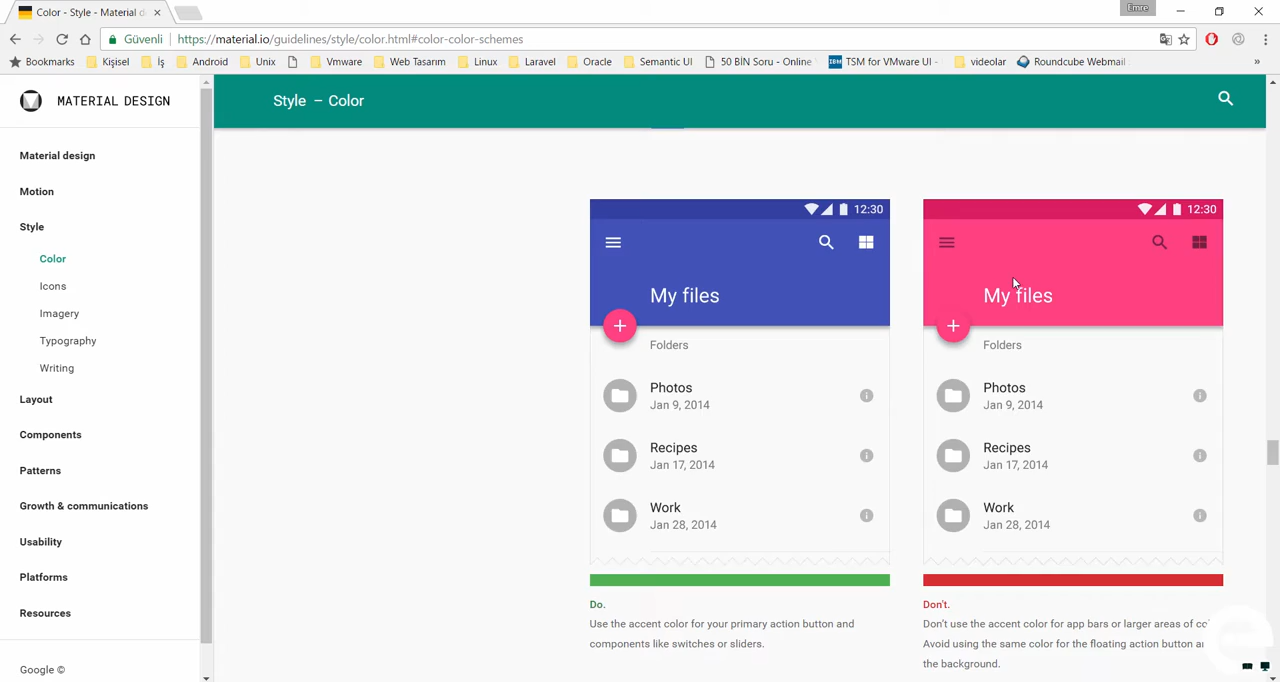 Color - Style - Material d
Emre
Güvenli
https://material.io/guidelines/style/color.html#color-color-schemes
Bookmarks Kişisel İş Android Unix Vmware Web Tasarım Linux Laravel Oracle Semantic UI 50 BİN Soru - Online IBM TSM for VMware UI - videolar Roundcube Webmail »
MATERIAL DESIGN
Style – Color
Material design
Motion
Style
Color
Icons
Imagery
Typography
Writing
Layout
Components
Patterns
Growth & communications
Usability
Platforms
Resources
Google ©
12:30
My files
Folders
Photos
Jan 9, 2014
Recipes
Jan 17, 2014
Work
Jan 28, 2014
Do.
Use the accent color for your primary action button and
components like switches or sliders.
12:30
My files
Folders
Photos
Jan 9, 2014
Recipes
Jan 17, 2014
Work
Jan 28, 2014
Don't.
Don't use the accent color for app bars or larger areas of
Avoid using the same color for the floating action button
the background.